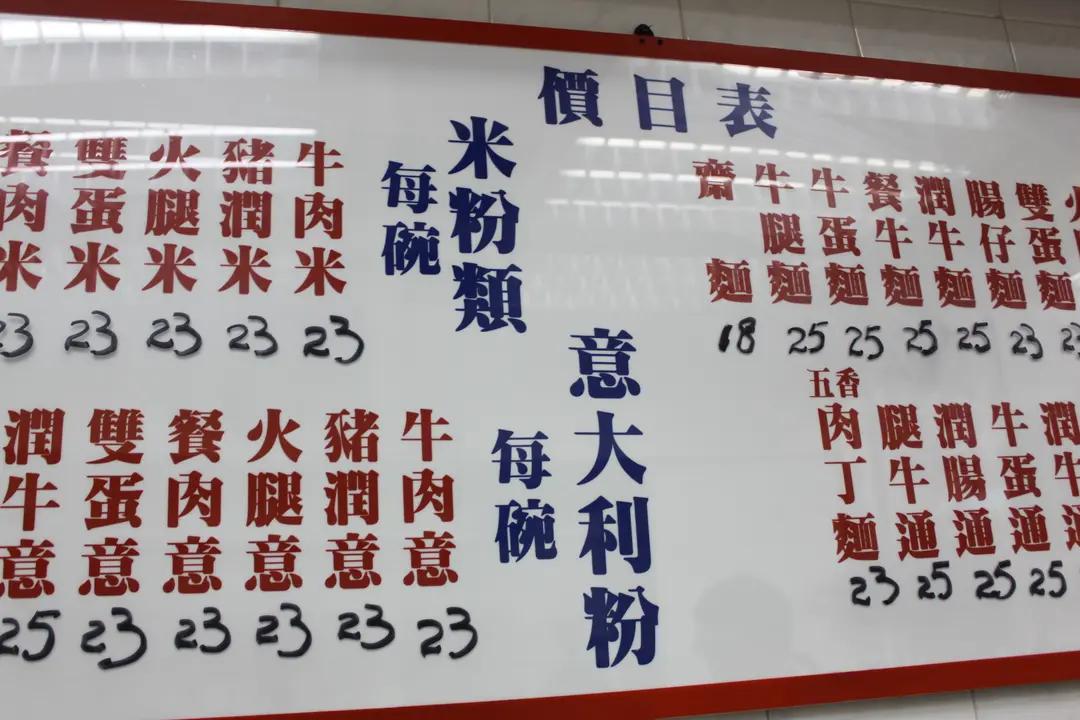 價目表
齋麵 18
牛腿麵 25
牛蛋麵 25
餐牛麵 25
潤牛麵 25
腸仔麵 23
雙蛋麵 23
五香肉丁麵 23
腿牛通 25
潤腸通 25
牛蛋通 25
米粉類
每碗
牛肉米 23
豬潤米 23
火腿米 23
雙蛋米 23
餐肉米 23
意大利粉
每碗
牛肉意 23
豬潤意 23
火腿意 23
餐肉意 23
雙蛋意 23
潤牛意 25